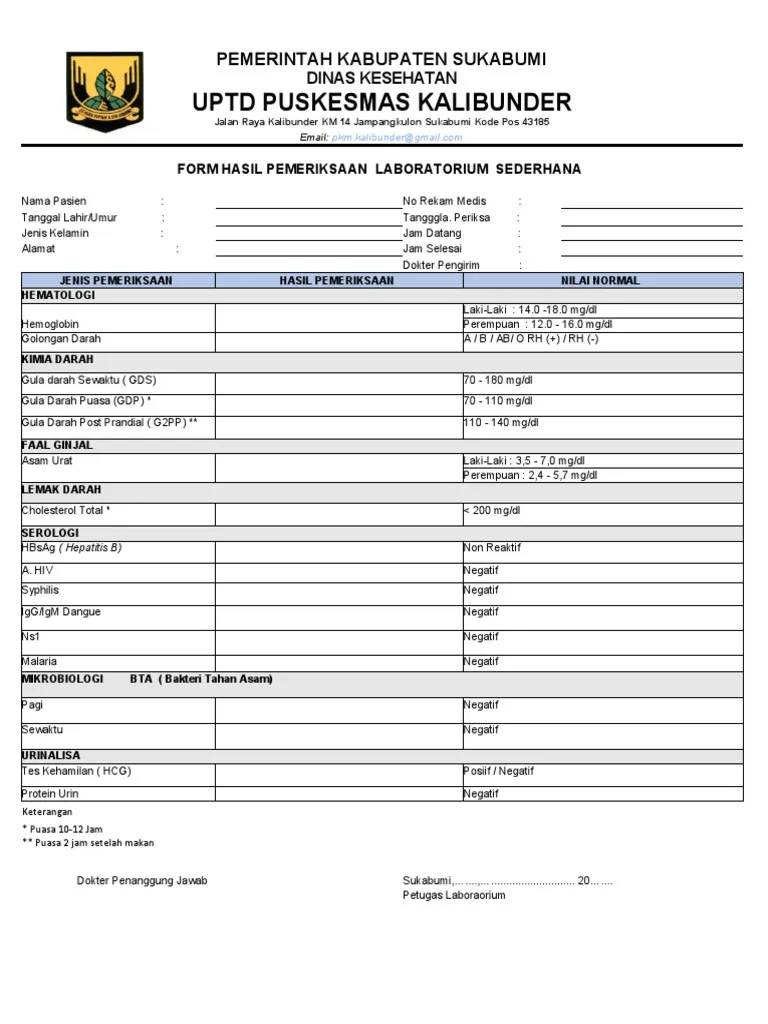 PEMERINTAH KABUPATEN SUKABUMI
DINAS KESEHATAN
UPTD PUSKESMAS KALIBUNDER
Jalan Raya Kalibunder KM 14 Jampangkulon Sukabumi Kode Pos 43185
Email: pkm.kalibunder@gmail.com
FORM HASIL PEMERIKSAAN LABORATORIUM SEDERHANA
Nama Pasien : No Rekam Medis :
Tanggal Lahir/Umur : Tangggla. Periksa :
Jenis Kelamin : Jam Datang :
Alamat : Jam Selesai :
Dokter Pengirim :
JENIS PEMERIKSAAN HASIL PEMERIKSAAN NILAI NORMAL
HEMATOLOGI
Laki-Laki : 14.0 -18.0 mg/dl
Hemoglobin Perempuan : 12.0 - 16.0 mg/dl
Golongan Darah A / B / AB/ O RH (+) / RH (-)
KIMIA DARAH
Gula darah Sewaktu ( GDS) 70 - 180 mg/dl
Gula Darah Puasa (GDP) * 70 - 110 mg/dl
Gula Darah Post Prandial ( G2PP) ** 110 - 140 mg/dl
FAAL GINJAL
Asam Urat Laki-Laki : 3,5 - 7,0 mg/dl
Perempuan : 2,4 - 5,7 mg/dl
LEMAK DARAH
Cholesterol Total * < 200 mg/dl
SEROLOGI
HBsAg ( Hepatitis B) Non Reaktif
A. HIV Negatif
Syphilis Negatif
IgG/IgM Dangue Negatif
Ns1 Negatif
Malaria Negatif
MIKROBIOLOGI BTA ( Bakteri Tahan Asam)
Pagi Negatif
Sewaktu Negatif
URINALISA
Tes Kehamilan ( HCG) Posiif / Negatif
Protein Urin Negatif
Keterangan
* Puasa 10-12 Jam
** Puasa 2 jam setelah makan
Dokter Penanggung Jawab Sukabumi,... ....,... ........................... 20... ....
Petugas Laboraorium